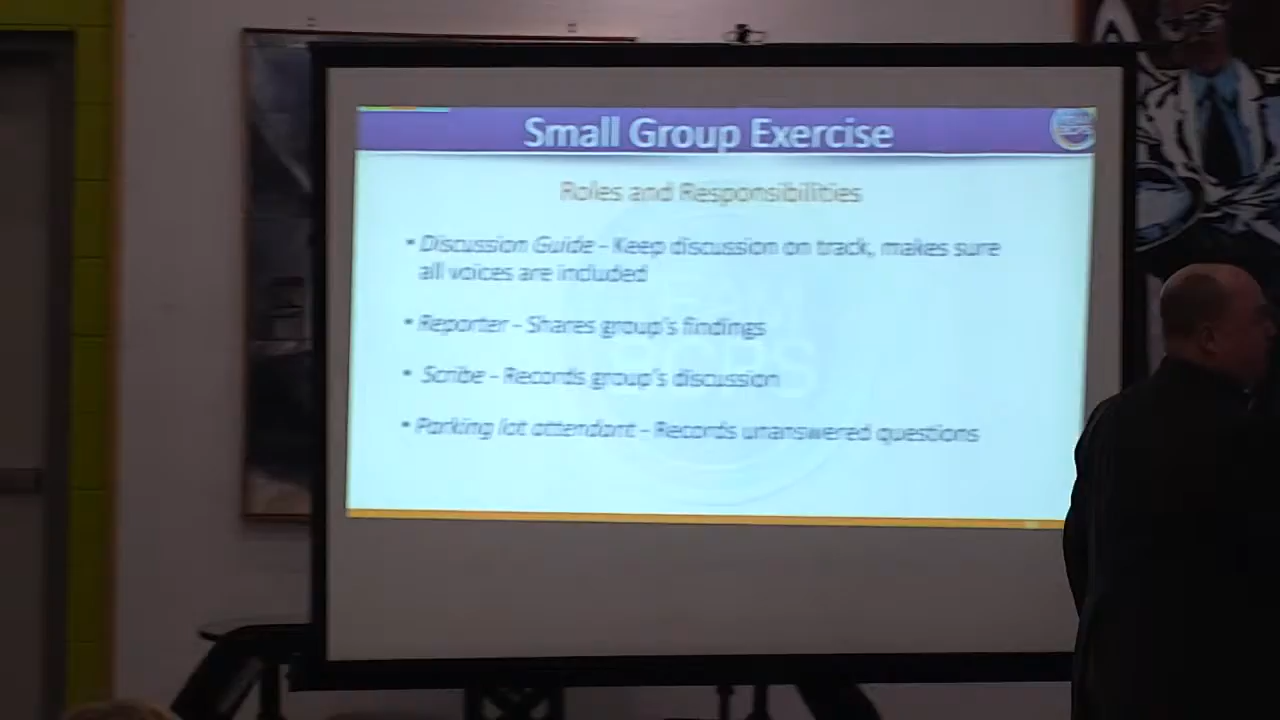 Small Group Exercise
Roles and Responsibilities
• Discussion Guide – Keep discussion on track, makes sure
all voices are included
• Reporter – Shares group's findings
• Scribe – Records group's discussion
• Parking lot attendant – Records unanswered questions
BCPS